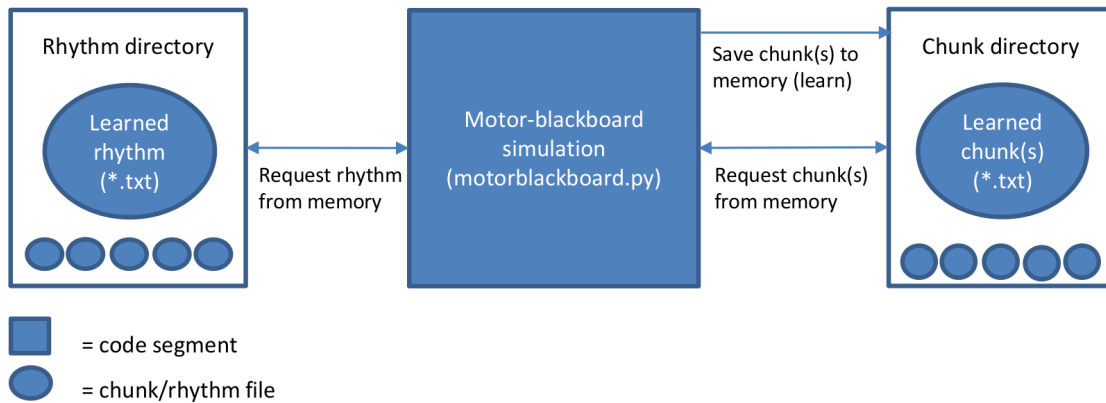 Rhythm directory
Learned
rhythm
(*.txt)
Request rhythm
from memory
Motor-blackboard
simulation
(motorblackboard.py)
Save chunk(s) to
memory (learn)
Request chunk(s)
from memory
Chunk directory
Learned
chunk(s)
(*.txt)
= code segment
= chunk/rhythm file